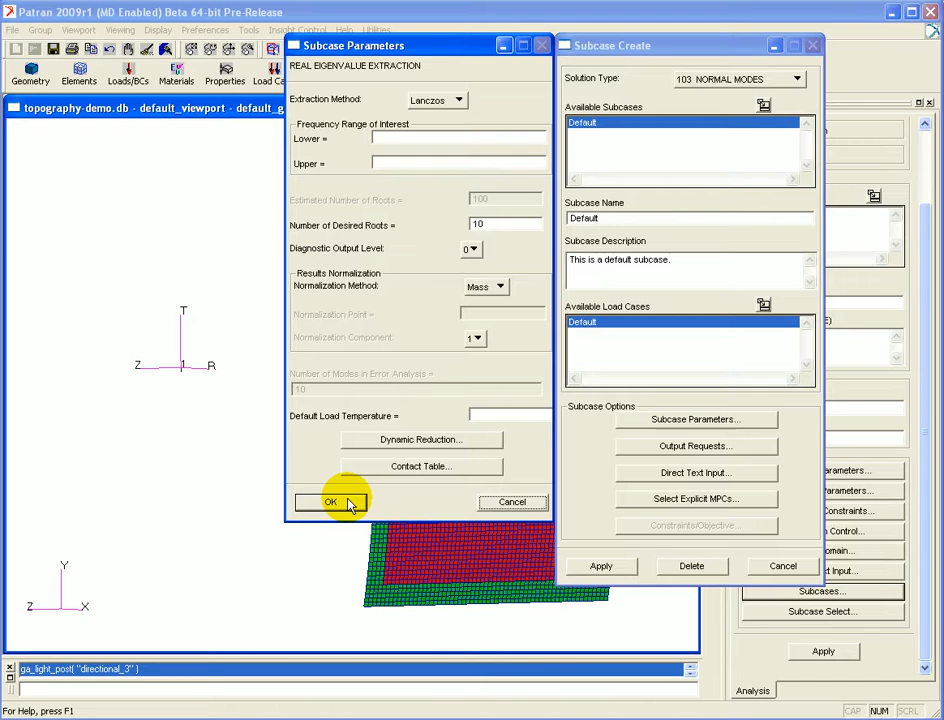 Patran 2009r1 (MD Enabled) Beta 64-bit Pre-Release
File Group Viewport Viewing Display Preferences Tools Insight Control Help Utilities
Geometry Elements Loads/BCs Materials Properties Load Ca
topography-demo.db - default_viewport - default_g
Subcase Parameters
REAL EIGENVALUE EXTRACTION
Extraction Method: Lanczos
Frequency Range of Interest
Lower =
Upper =
Estimated Number of Roots = 100
Number of Desired Roots = 10
Diagnostic Output Level: 0
Results Normalization
Normalization Method: Mass
Normalization Point =
Normalization Component: 1
Number of Modes in Error Analysis =
10
Default Load Temperature =
Dynamic Reduction...
Contact Table...
OK Cancel
Subcase Create
Solution Type: 103 NORMAL MODES
Available Subcases
Default
Subcase Name
Default
Subcase Description
This is a default subcase.
Available Load Cases
Default
Subcase Options
Subcase Parameters...
Output Requests...
Direct Text Input...
Select Explicit MPCs...
Constraints/Objective...
Apply Delete Cancel
E)
arameters...
arameters...
onstraints...
n Control...
omain...
t Input...
Subcases...
Subcase Select...
Apply
Analysis
T
Z 1 R
Y
Z X
ga_light_post( "directional_3" )
For Help, press F1
CAP NUM SCRL